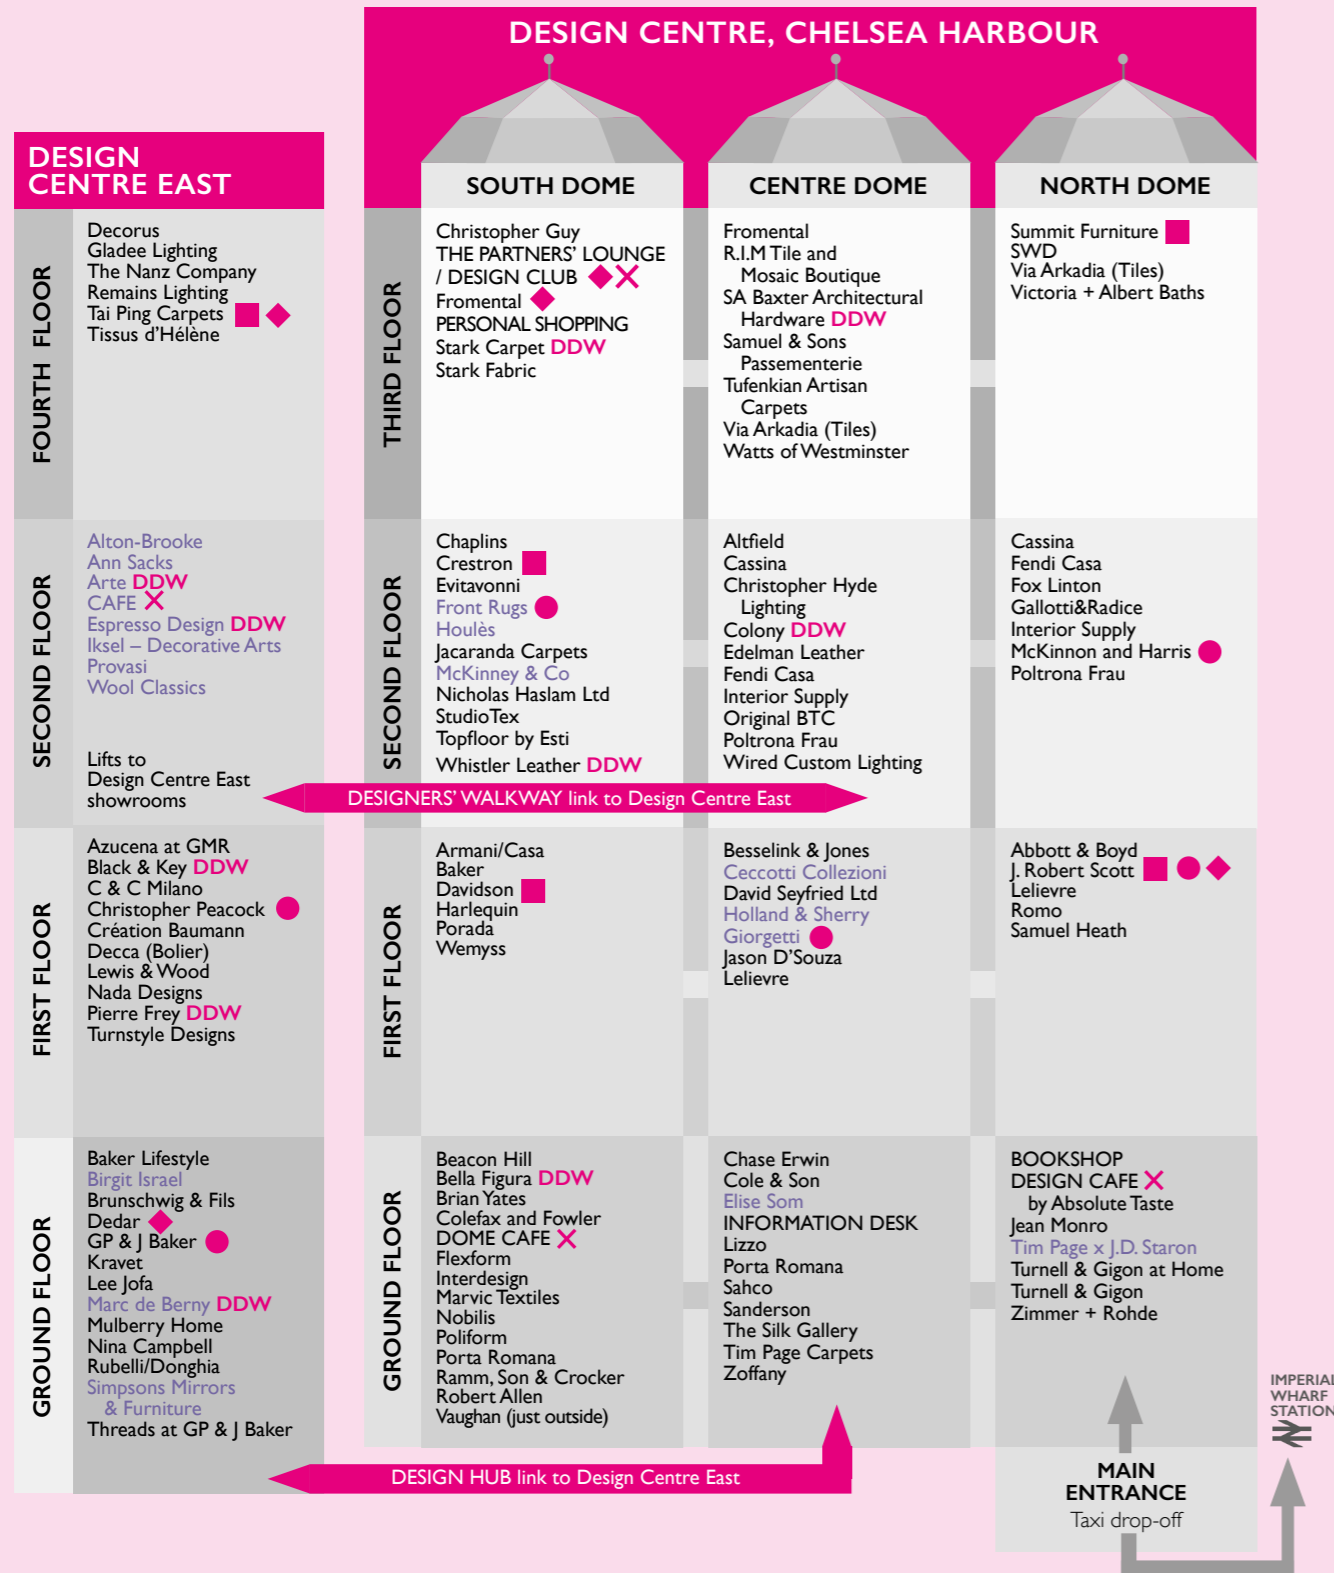 DESIGN CENTRE, CHELSEA HARBOUR
DESIGN
CENTRE EAST
FOURTH FLOOR
Decorus
Gladee Lighting
The Nanz Company
Remains Lighting
Tai Ping Carpets
Tissus d’Hélène
SECOND FLOOR
Alton-Brooke
Ann Sacks
Arte DDW
CAFE
Espresso Design DDW
Iksel – Decorative Arts
Provasi
Wool Classics
Lifts to
Design Centre East
showrooms
FIRST FLOOR
Azucena at GMR
Black & Key DDW
C & C Milano
Christopher Peacock
Création Baumann
Decca (Bolier)
Lewis & Wood
Nada Designs
Pierre Frey DDW
Turnstyle Designs
GROUND FLOOR
Baker Lifestyle
Birgit Israel
Brunschwig & Fils
Dedar
GP & J Baker
Kravet
Lee Jofa
Marc de Berny DDW
Mulberry Home
Nina Campbell
Rubelli/Donghia
Simpsons Mirrors
& Furniture
Threads at GP & J Baker
SOUTH DOME
CENTRE DOME
NORTH DOME
THIRD FLOOR
Christopher Guy
THE PARTNERS’ LOUNGE
/ DESIGN CLUB
Fromental
PERSONAL SHOPPING
Stark Carpet DDW
Stark Fabric
Fromental
R.I.M Tile and
Mosaic Boutique
SA Baxter Architectural
Hardware DDW
Samuel & Sons
Passementerie
Tufenkian Artisan
Carpets
Via Arkadia (Tiles)
Watts of Westminster
Summit Furniture
SWD
Via Arkadia (Tiles)
Victoria + Albert Baths
SECOND FLOOR
Chaplins
Crestron
Evitavonni
Front Rugs
Houlès
Jacaranda Carpets
McKinney & Co
Nicholas Haslam Ltd
StudioTex
Topfloor by Esti
Whistler Leather DDW
Altfield
Cassina
Christopher Hyde
Lighting
Colony DDW
Edelman Leather
Fendi Casa
Interior Supply
Original BTC
Poltrona Frau
Wired Custom Lighting
Cassina
Fendi Casa
Fox Linton
Gallotti&Radice
Interior Supply
McKinnon and Harris
Poltrona Frau
DESIGNERS’ WALKWAY link to Design Centre East
FIRST FLOOR
Armani/Casa
Baker
Davidson
Harlequin
Porada
Wemyss
Besselink & Jones
Ceccotti Collezioni
David Seyfried Ltd
Holland & Sherry
Giorgetti
Jason D’Souza
Lelievre
Abbott & Boyd
J. Robert Scott
Lelievre
Romo
Samuel Heath
GROUND FLOOR
Beacon Hill
Bella Figura DDW
Brian Yates
Colefax and Fowler
DOME CAFE
Flexform
Interdesign
Marvic Textiles
Nobilis
Poliform
Porta Romana
Ramm, Son & Crocker
Robert Allen
Vaughan (just outside)
Chase Erwin
Cole & Son
Elise Som
INFORMATION DESK
Lizzo
Porta Romana
Sahco
Sanderson
The Silk Gallery
Tim Page Carpets
Zoffany
BOOKSHOP
DESIGN CAFE
by Absolute Taste
Jean Monro
Tim Page x J.D. Staron
Turnell & Gigon at Home
Turnell & Gigon
Zimmer + Rohde
DESIGN HUB link to Design Centre East
MAIN
ENTRANCE
Taxi drop-off
IMPERIAL
WHARF
STATION